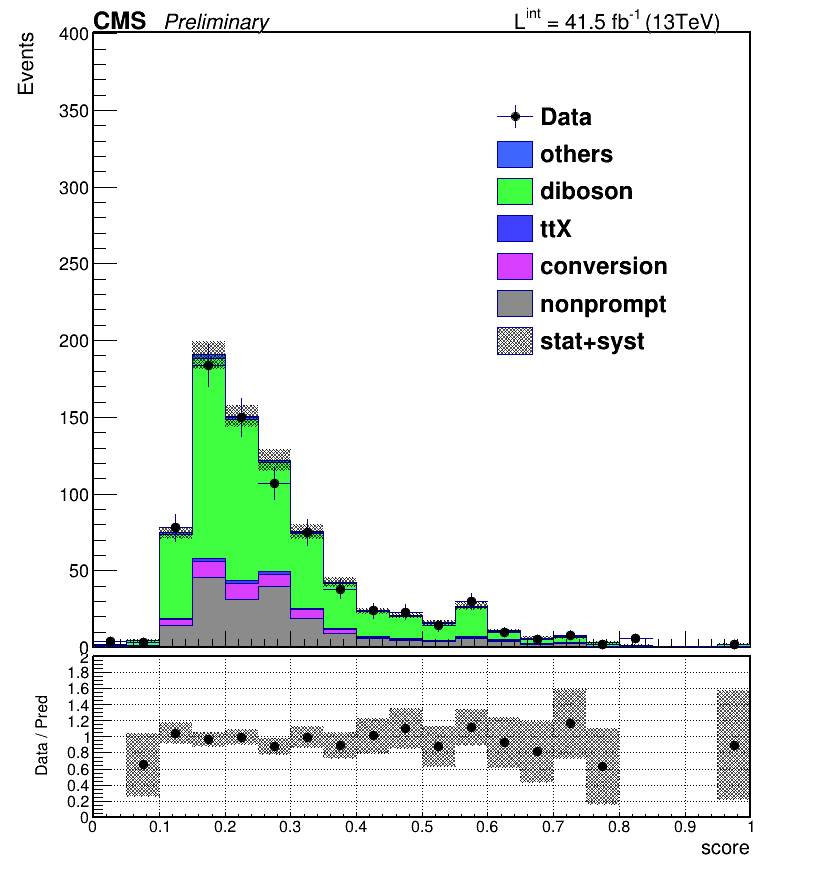 CMS Preliminary L^int = 41.5 fb^-1 (13TeV)
Events
400
350
300
250
200
150
100
50
0
Data
others
diboson
ttX
conversion
nonprompt
stat+syst
Data / Pred
2
1.8
1.6
1.4
1.2
1
0.8
0.6
0.4
0.2
0
0 0.1 0.2 0.3 0.4 0.5 0.6 0.7 0.8 0.9 1
score